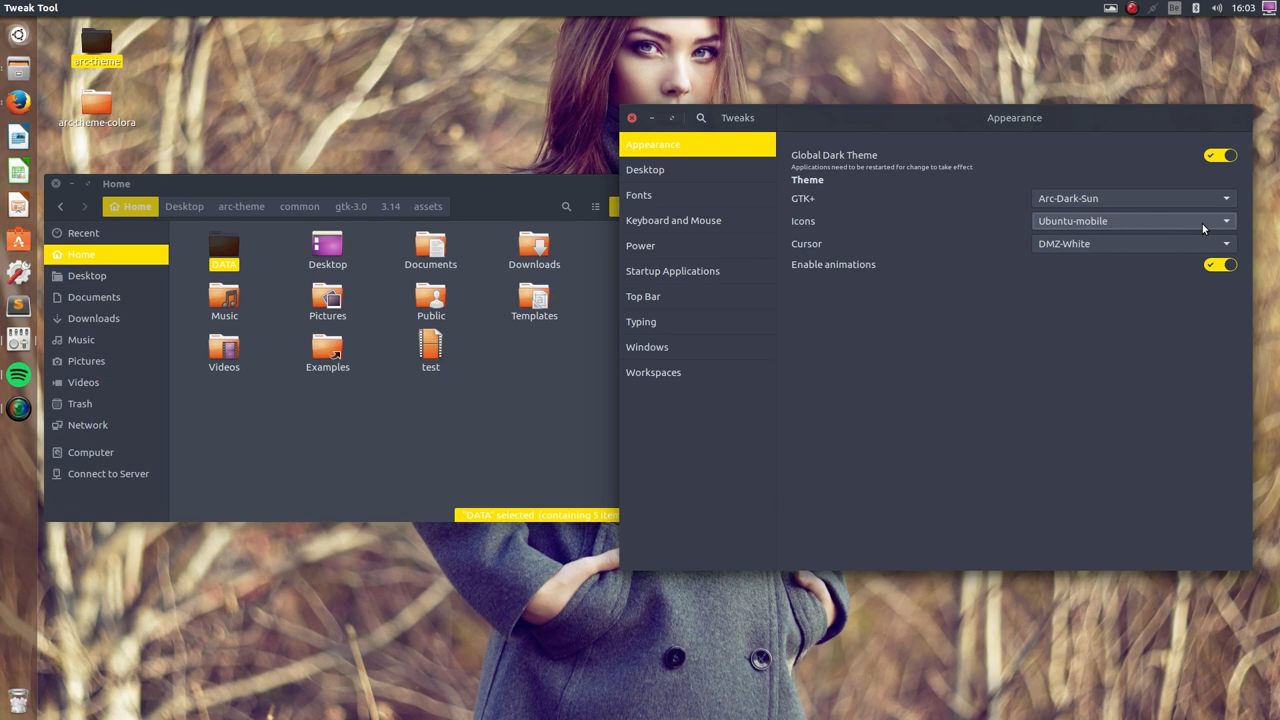 Tweak Tool
Be
16:03
arc-theme
arc-theme-colora
Home
Home
Desktop
arc-theme
common
gtk-3.0
3.14
assets
Recent
Home
Desktop
Documents
Downloads
Music
Pictures
Videos
Trash
Network
Computer
Connect to Server
DATA
Desktop
Documents
Downloads
Music
Pictures
Public
Templates
Videos
Examples
test
"DATA" selected (containing 5 item
Tweaks
Appearance
Appearance
Desktop
Fonts
Keyboard and Mouse
Power
Startup Applications
Top Bar
Typing
Windows
Workspaces
Global Dark Theme
Applications need to be restarted for change to take effect
Theme
GTK+
Arc-Dark-Sun
Icons
Ubuntu-mobile
Cursor
DMZ-White
Enable animations